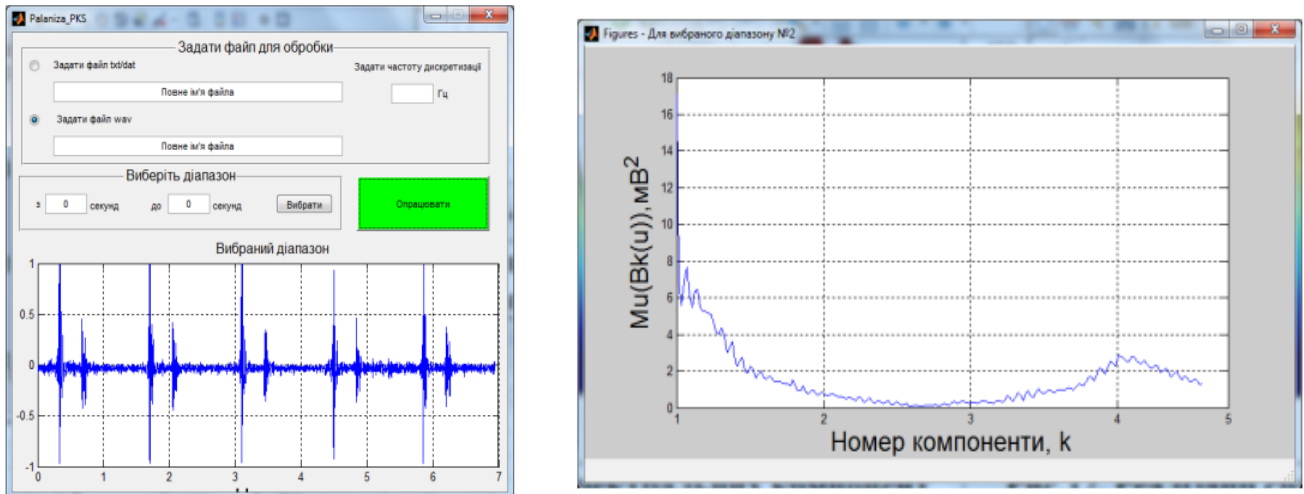 Palaniza_PKS
Задати файл для обробки
Задати файл txt/dat
Задати частоту дискретизації
Повне ім'я файла
Гц
Задати файл wav
Повне ім'я файла
Виберіть діапазон
з 0 секунд до 0 секунд Вибрати
Опрацювати
Вибраний діапазон
1
0.5
0
-0.5
-1
0 1 2 3 4 5 6 7
Figures - Для вибраного діапазону №2
18
16
14
12
10
8
6
4
2
0
1 2 3 4 5
Mu(Bk(u)),мВ²
Номер компоненти, k